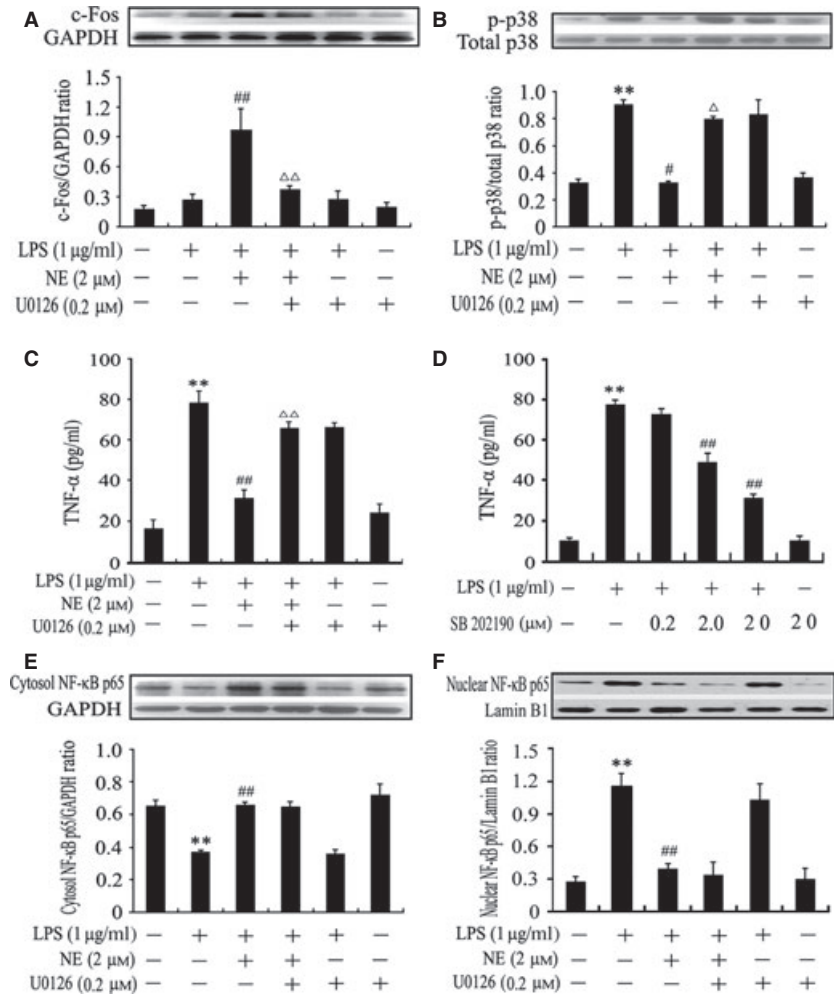 A
c-Fos
GAPDH
c-Fos/GAPDH ratio
1.5
1.2
0.9
0.6
0.3
0
##
△△
LPS (1 μg/ml) − + + + + −
NE (2 μM) − − + + − −
U0126 (0.2 μM) − − − + + +
B
p-p38
Total p38
p-p38/total p38 ratio
1.0
0.8
0.6
0.4
0.2
0
**
#
△
LPS (1 μg/ml) − + + + + −
NE (2 μM) − − + + − −
U0126 (0.2 μM) − − − + + +
C
TNF-α (pg/ml)
100
80
60
40
20
0
**
##
△△
LPS (1 μg/ml) − + + + + −
NE (2 μM) − − + + − −
U0126 (0.2 μM) − − − + + +
D
TNF-α (pg/ml)
100
80
60
40
20
0
**
##
##
LPS (1 μg/ml) − + + + + −
SB 202190 (μM) − − 0.2 2.0 2 0 2 0
E
Cytosol NF-κB p65
GAPDH
Cytosol NF-κB p65/GAPDH ratio
1.0
0.8
0.6
0.4
0.2
0
**
##
LPS (1 μg/ml) − + + + + −
NE (2 μM) − − + + − −
U0126 (0.2 μM) − − − + + +
F
Nuclear NF-κB p65
Lamin B1
Nuclear NF-κB p65/Lamin B1 ratio
1.5
1.2
0.9
0.6
0.3
0
**
##
LPS (1 μg/ml) − + + + + −
NE (2 μM) − − + + − −
U0126 (0.2 μM) − − − + + +